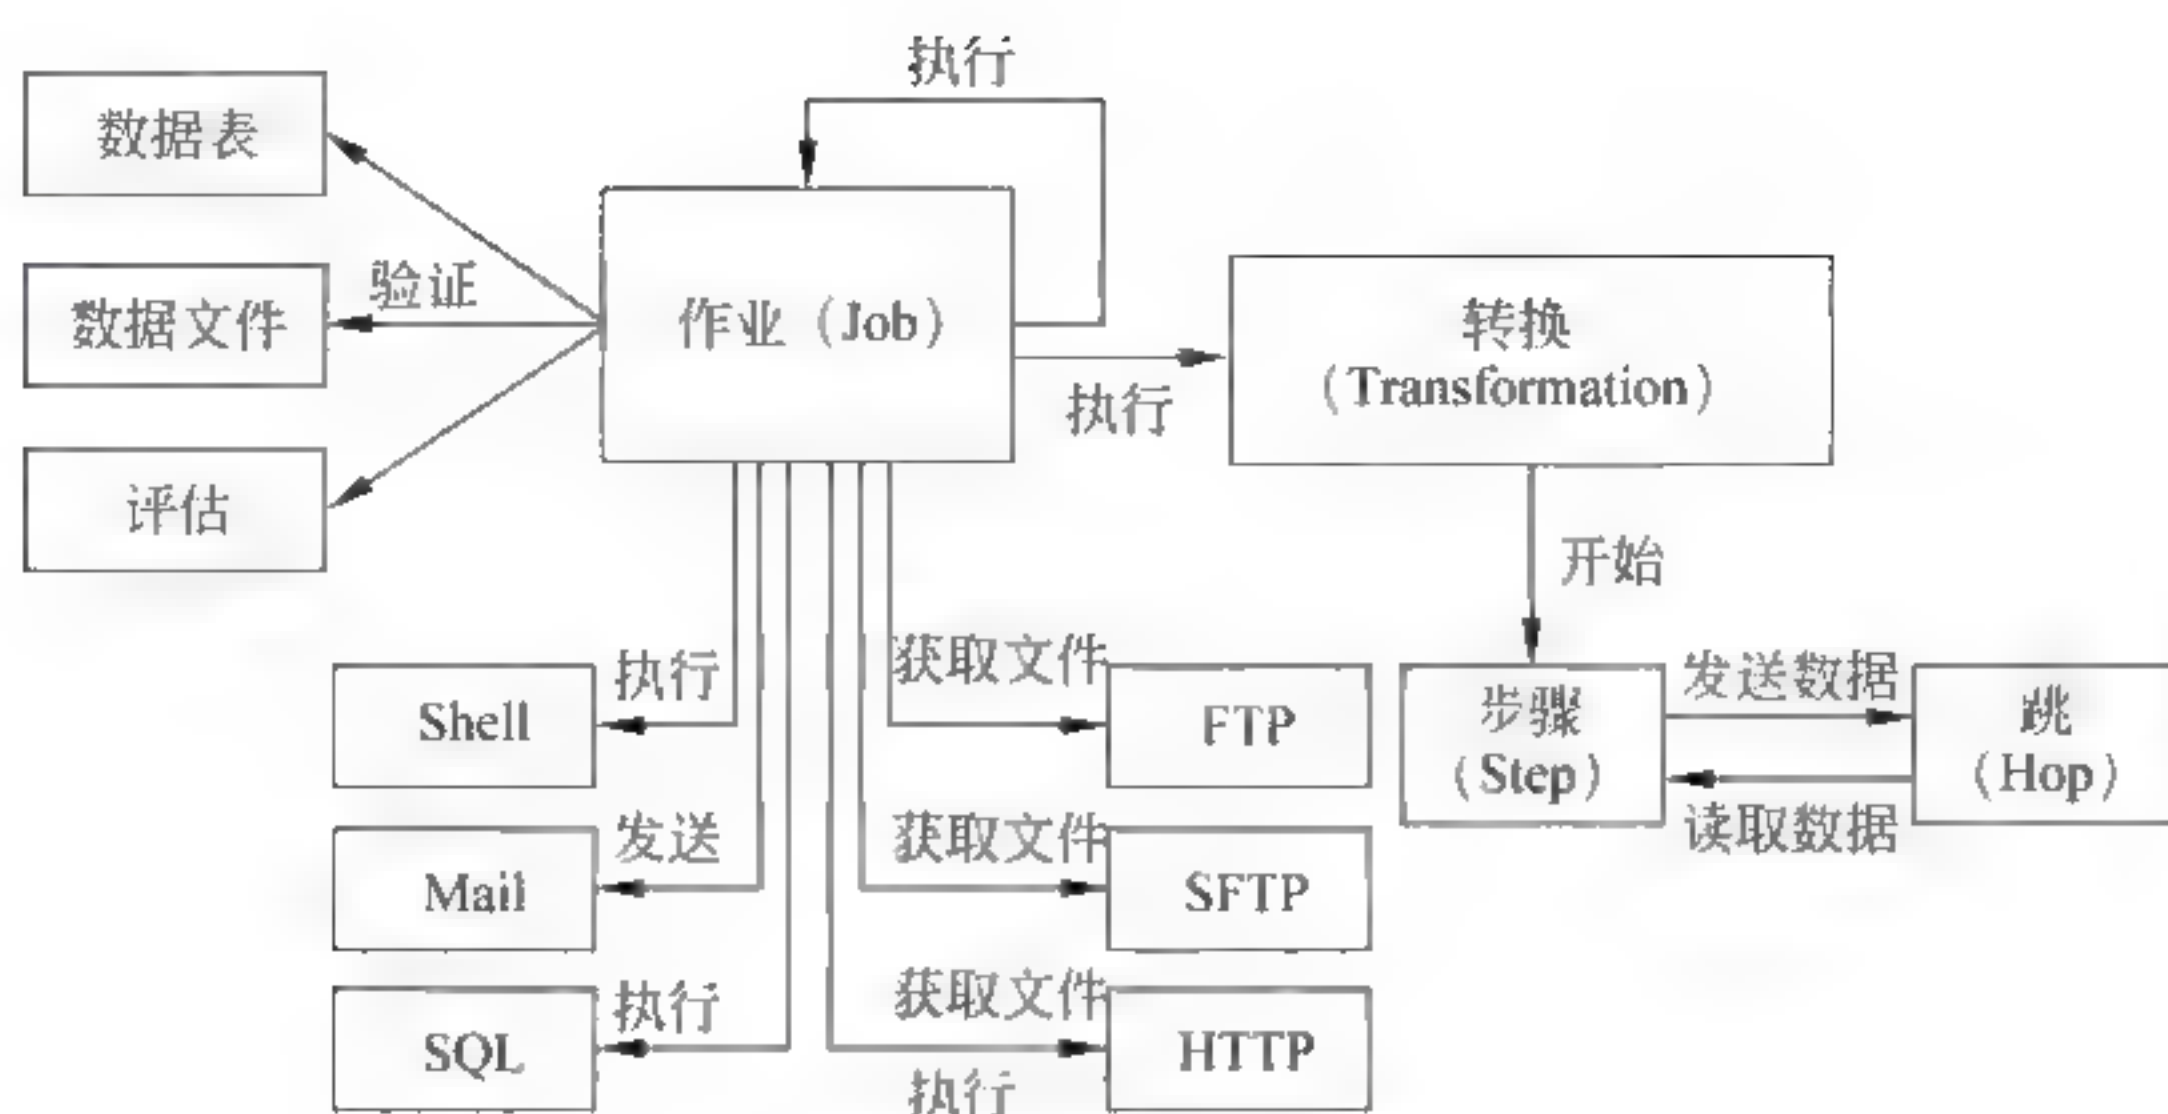 执行
数据表
数据文件
验证
作业（Job）
转换
（Transformation）
执行
评估
开始
Shell
执行
获取文件
FTP
步骤
（Step）
发送数据
读取数据
跳
（Hop）
Mail
发送
获取文件
SFTP
SQL
执行
获取文件
HTTP
执行